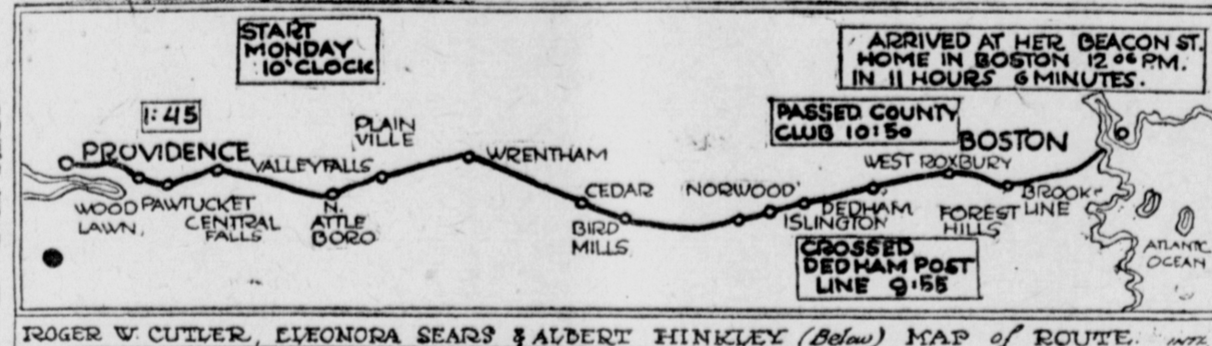 START
MONDAY
10'CLOCK
ARRIVED AT HER BEACON ST.
HOME IN BOSTON 12 06 P.M.
IN 11 HOURS 6 MINUTES.
1:45
PASSED COUNTY
CLUB 10:50
BOSTON
PLAIN
VILLE
PROVIDENCE
VALLEYFALLS
WRENTHAM
WEST ROXBURY
CEDAR
NORWOOD
WOOD
LAWN,
PAWTUCKET
CENTRAL
FALLS
N.
ATTLE
BORO
BIRD
MILLS
DEDHAM
ISLINGTON
FOREST
HILLS
BROOK-
LINE
CROSSED
DEDHAM POST
LINE 9:55
ATLANTIC
OCEAN
ROGER W. CUTLER, ELEONORA SEARS & ALBERT HINKLEY (Below) MAP of ROUTE. INTL